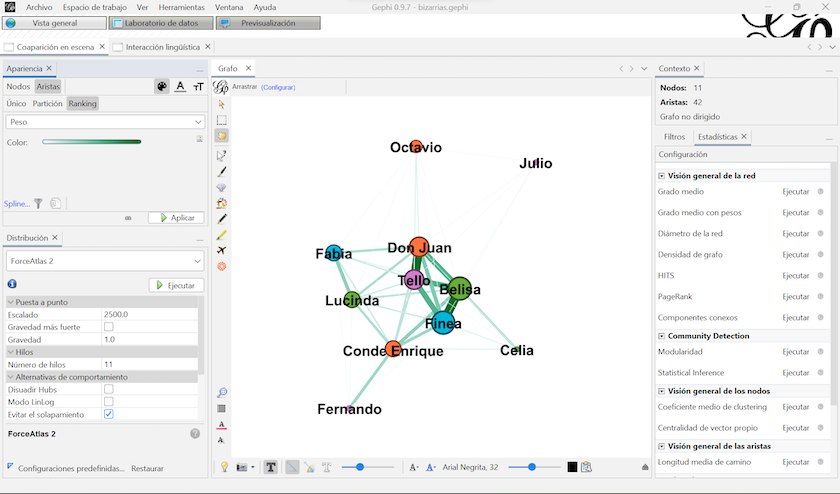 Gephi 0.9.7 - bizarrias.gephi
Archivo Espacio de trabajo Ver Herramientas Ventana Ayuda
Vista general Laboratorio de datos Previsualización
Coaparición en escena Interacción lingüística
Apariencia
Nodos Aristas
Único Partición Ranking
Peso
Color:
Spline...
Aplicar
Distribución
ForceAtlas 2
Ejecutar
Puesta a punto
Escalado 2500.0
Gravedad más fuerte
Gravedad 1.0
Hilos
Número de hilos 11
Alternativas de comportamiento
Disuadir Hubs
Modo LinLog
Evitar el solapamiento
ForceAtlas 2
Configuraciones predefinidas... Restaurar
Grafo
Arrastrar (Configurar)
Octavio
Julio
Don Juan
Fabia
Tello
Belisa
Lucinda
Finea
Conde Enrique
Celia
Fernando
Arial Negrita, 32
Contexto
Nodos: 11
Aristas: 42
Grafo no dirigido
Filtros Estadísticas
Configuración
Visión general de la red
Grado medio Ejecutar
Grado medio con pesos Ejecutar
Diámetro de la red Ejecutar
Densidad de grafo Ejecutar
HITS Ejecutar
PageRank Ejecutar
Componentes conexos Ejecutar
Community Detection
Modularidad Ejecutar
Statistical Inference Ejecutar
Visión general de los nodos
Coeficiente medio de clustering Ejecutar
Centralidad de vector propio Ejecutar
Visión general de las aristas
Longitud media de camino Ejecutar